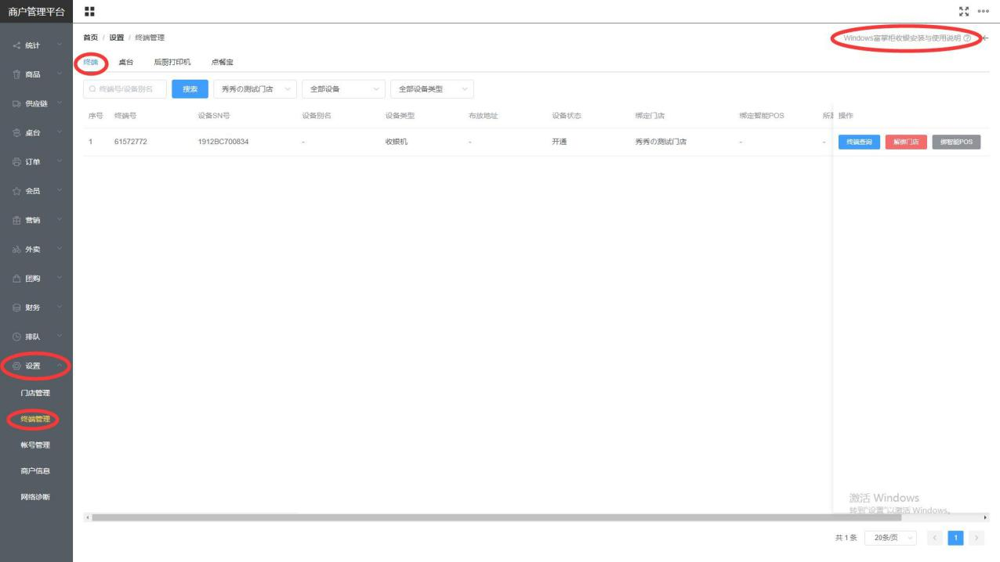 商户管理平台
首页 / 设置 / 终端管理
Windows富掌柜收银安装与使用说明
终端 桌台 后厨打印机 点餐宝
终端号/设备别名 搜索 秀秀の测试门店 全部设备 全部设备类型
序号 终端号 设备SN号 设备别名 设备类型 布放地址 设备状态 绑定门店 绑定智能POS 所 操作
1 61572772 1912BC700834 - 收银机 - 开通 秀秀の测试门店 - - 终端查询 解绑门店 绑智能POS
统计
商品
供应链
桌台
订单
会员
营销
外卖
团购
财务
排队
设置
门店管理
终端管理
帐号管理
商户信息
网络诊断
激活 Windows
转到“设置”以激活 Windows。
共 1 条 20条/页 < 1 >